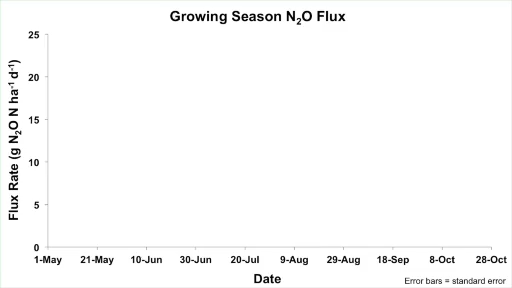 Growing Season N₂O Flux
Flux Rate (g N₂O N ha⁻¹ d⁻¹)
25
20
15
10
5
0
1-May 21-May 10-Jun 30-Jun 20-Jul 9-Aug 29-Aug 18-Sep 8-Oct 28-Oct
Date
Error bars = standard error